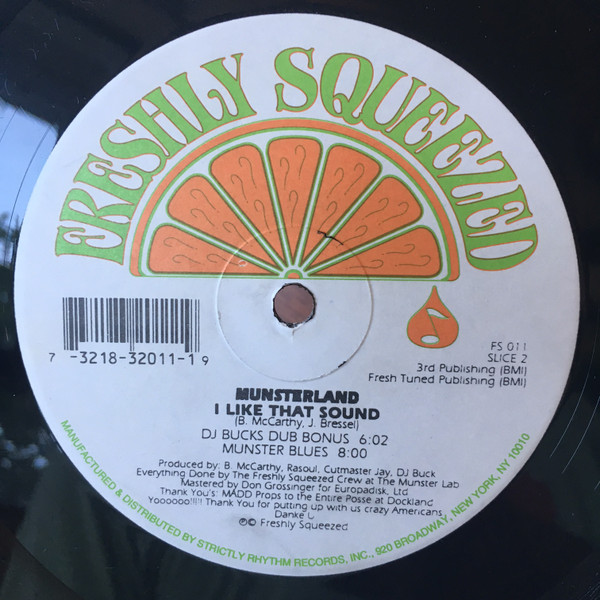 FRESHLY SQUEEZED
7 -3218-32011-1 9
FS 011
SLICE 2
3rd Publishing (BMI)
Fresh Tuned Publishing (BMI)
MUNSTERLAND
I LIKE THAT SOUND
(B. McCarthy, J. Bressel)
DJ BUCKS DUB BONUS 6:02
MUNSTER BLUES 8:00
Produced by: B. McCarthy, Rasoul, Cutmaster Jay, DJ Buck
Everything Done by The Freshly Squeezed Crew at The Munster Lab
Mastered by Don Grossinger for Europadisk, Ltd
Thank You's: MADD Props to the Entire Posse at Dockland
Yoooooo!!!! Thank You for putting up with us crazy Americans
Danke U
℗© Freshly Squeezed
MANUFACTURED & DISTRIBUTED BY STRICTLY RHYTHM RECORDS, INC., 920 BROADWAY, NEW YORK, NY 10010